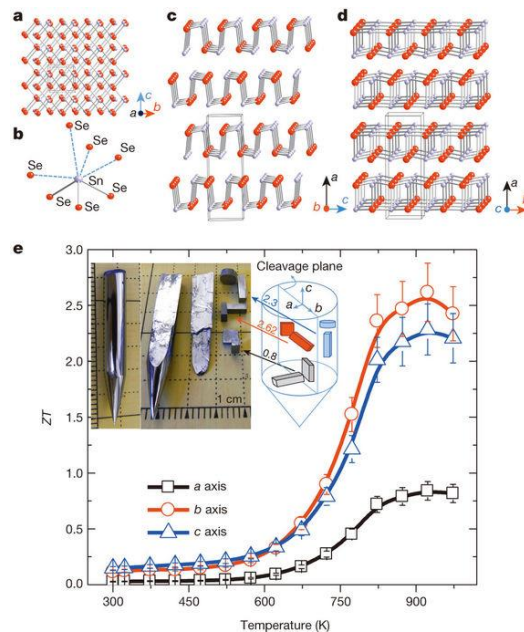 a
c
b
a
b
Se
Se
Se
Se
Sn
Se
Se
Se
c
a
b
c
d
a
c
e
3.0
2.5
2.0
1.5
1.0
0.5
0.0
ZT
1 cm
Cleavage plane
c
a
b
2.3
2.62
0.8
a axis
b axis
c axis
300
450
600
750
900
Temperature (K)